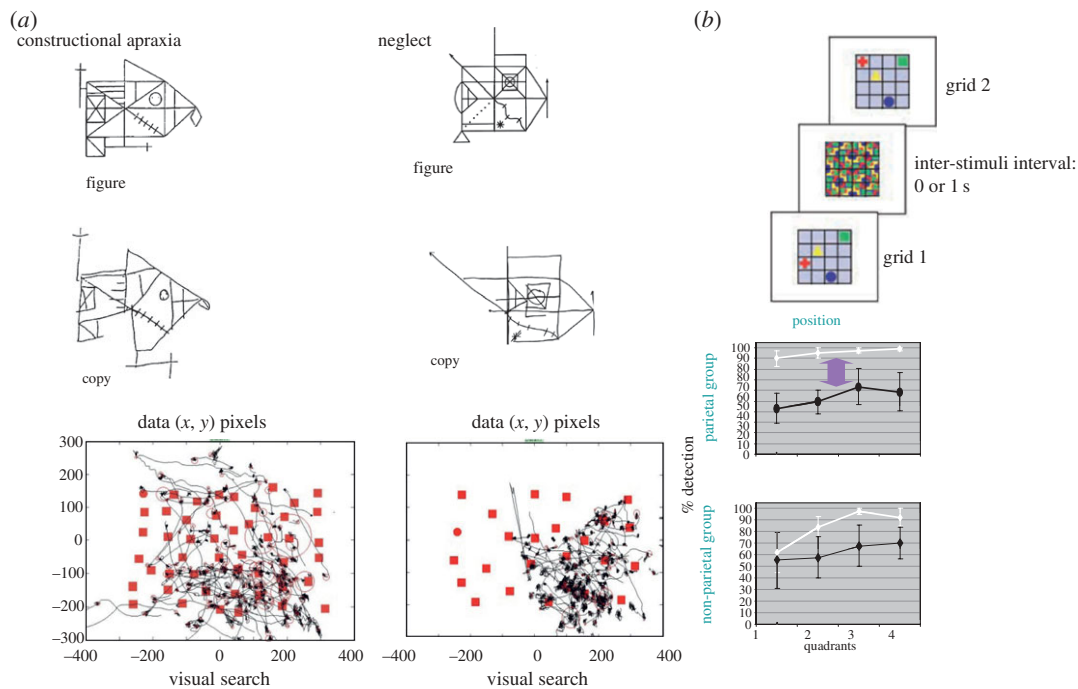 (a)
constructional apraxia
neglect
figure
figure
copy
copy
data (x, y) pixels
300
200
100
0
–100
–200
–300
–400
–200
0
200
400
visual search
data (x, y) pixels
–400
–200
0
200
400
visual search
(b)
grid 2
inter-stimuli interval:
0 or 1 s
grid 1
position
% detection
parietal group
100
90
80
70
60
50
40
30
20
10
0
non-parietal group
100
90
80
70
60
50
40
30
20
10
0
1
2
3
4
quadrants